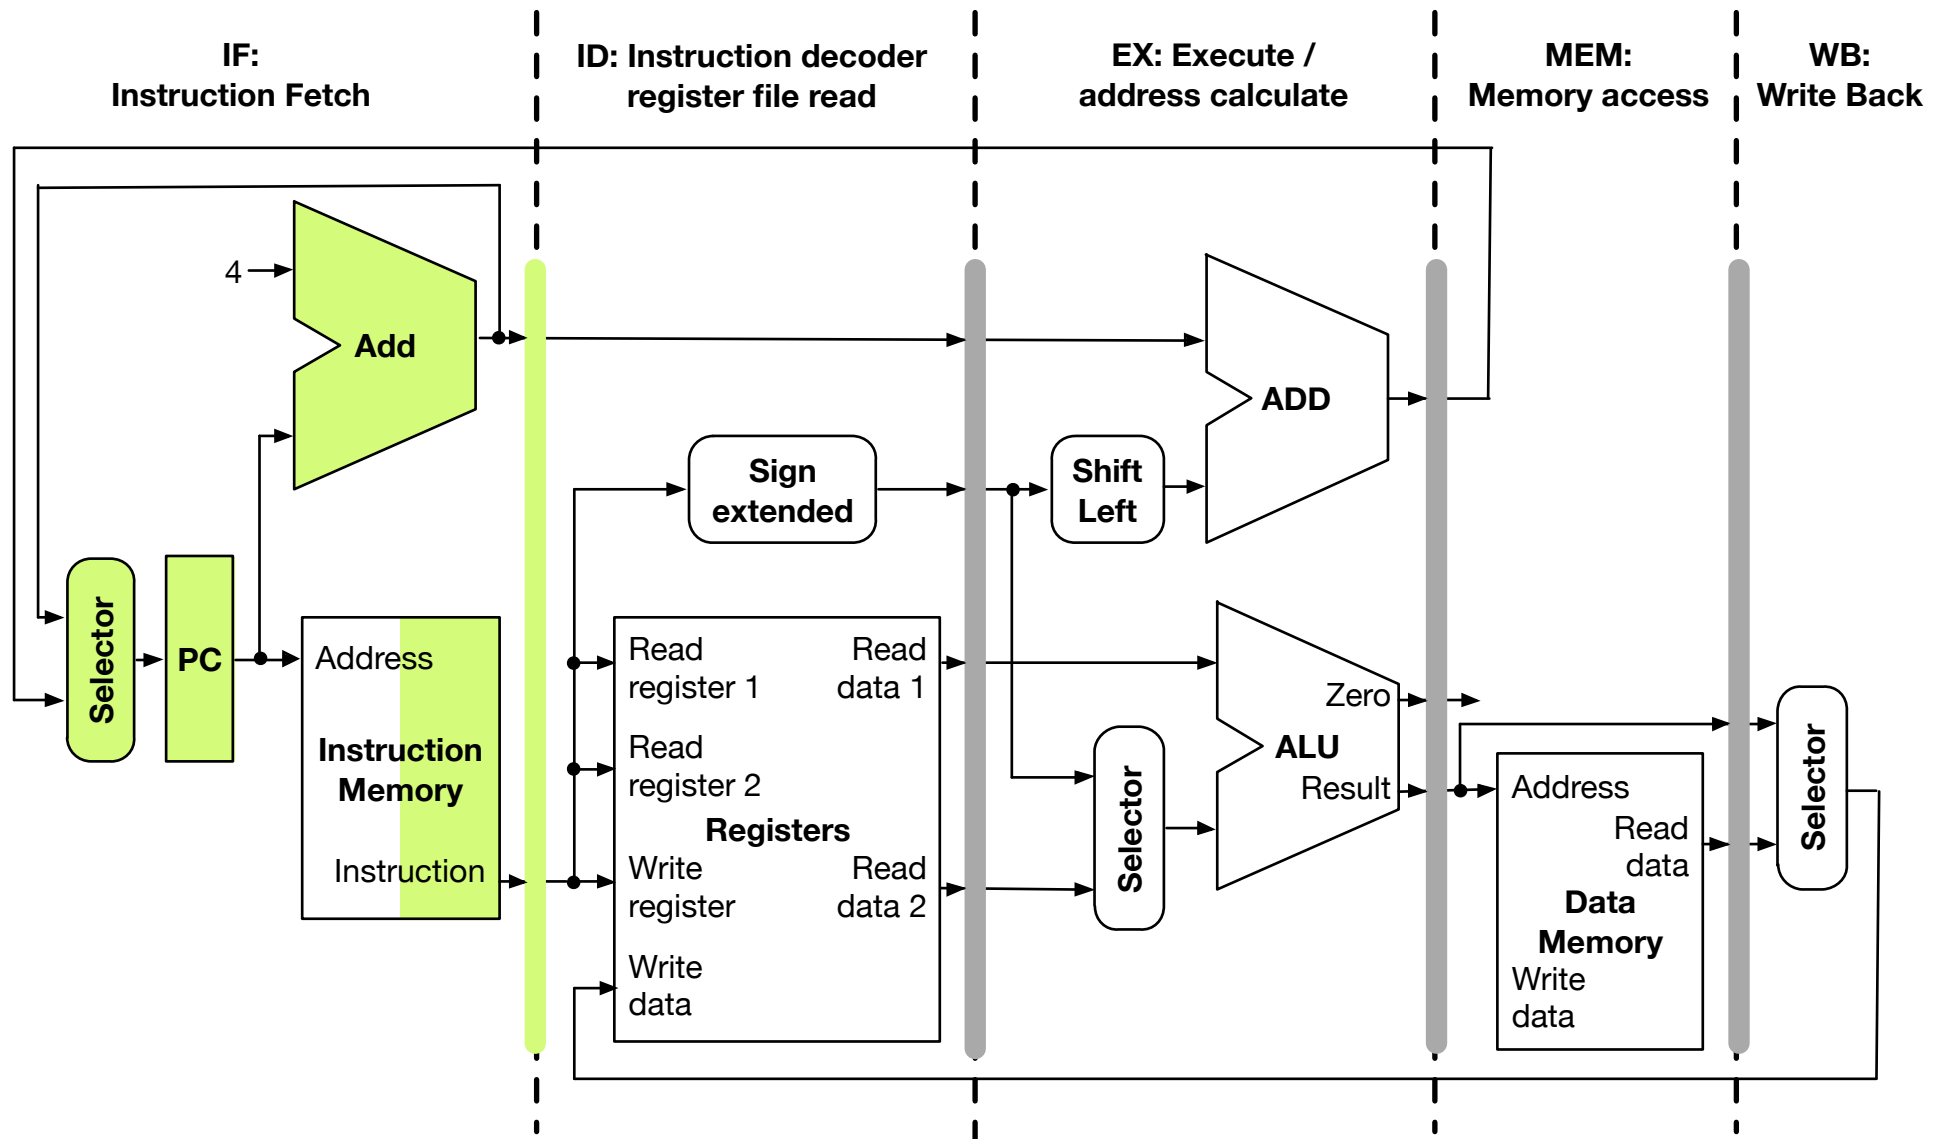 IF:
Instruction Fetch
ID: Instruction decoder
register file read
EX: Execute /
address calculate
MEM:
Memory access
WB:
Write Back
4
Add
Selector
PC
Address
Instruction
Memory
Instruction
Sign
extended
Read
register 1
Read
data 1
Read
register 2
Registers
Write
register
Read
data 2
Write
data
Shift
Left
ADD
Selector
Zero
ALU
Result
Address
Read
data
Data
Memory
Write
data
Selector